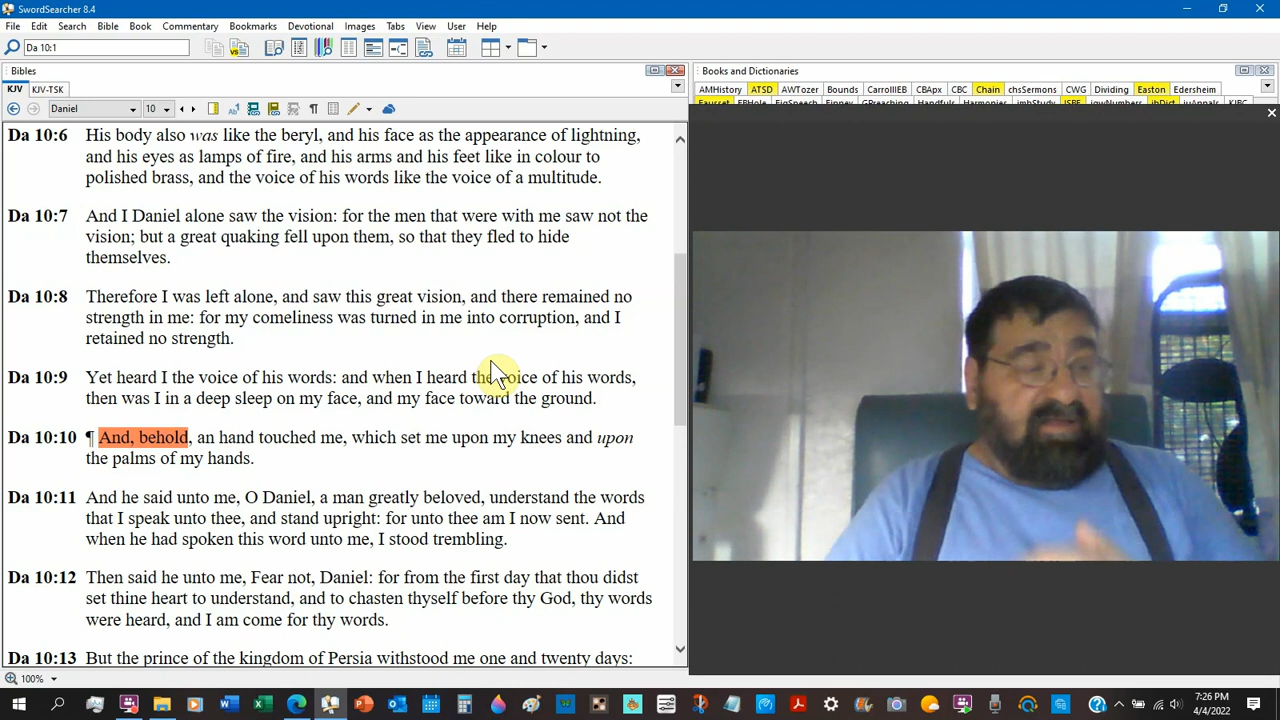 SwordSearcher 8.4
File Edit Search Bible Book Commentary Bookmarks Devotional Images Tabs View User Help
Da 10:1
Bibles
Books and Dictionaries
KJV KJV-TSK
AMHistory ATSD AWTozer Bounds CarrollIEB CBApx CBC Chain chsSermons CWG Dividing Easton Edersheim
Daniel 10
Da 10:6 His body also was like the beryl, and his face as the appearance of lightning,
and his eyes as lamps of fire, and his arms and his feet like in colour to
polished brass, and the voice of his words like the voice of a multitude.
Da 10:7 And I Daniel alone saw the vision: for the men that were with me saw not the
vision; but a great quaking fell upon them, so that they fled to hide
themselves.
Da 10:8 Therefore I was left alone, and saw this great vision, and there remained no
strength in me: for my comeliness was turned in me into corruption, and I
retained no strength.
Da 10:9 Yet heard I the voice of his words: and when I heard the voice of his words,
then was I in a deep sleep on my face, and my face toward the ground.
Da 10:10 ¶ And, behold, an hand touched me, which set me upon my knees and upon
the palms of my hands.
Da 10:11 And he said unto me, O Daniel, a man greatly beloved, understand the words
that I speak unto thee, and stand upright: for unto thee am I now sent. And
when he had spoken this word unto me, I stood trembling.
Da 10:12 Then said he unto me, Fear not, Daniel: for from the first day that thou didst
set thine heart to understand, and to chasten thyself before thy God, thy words
were heard, and I am come for thy words.
Da 10:13 But the prince of the kingdom of Persia withstood me one and twenty days:
100%
7:26 PM
4/4/2022